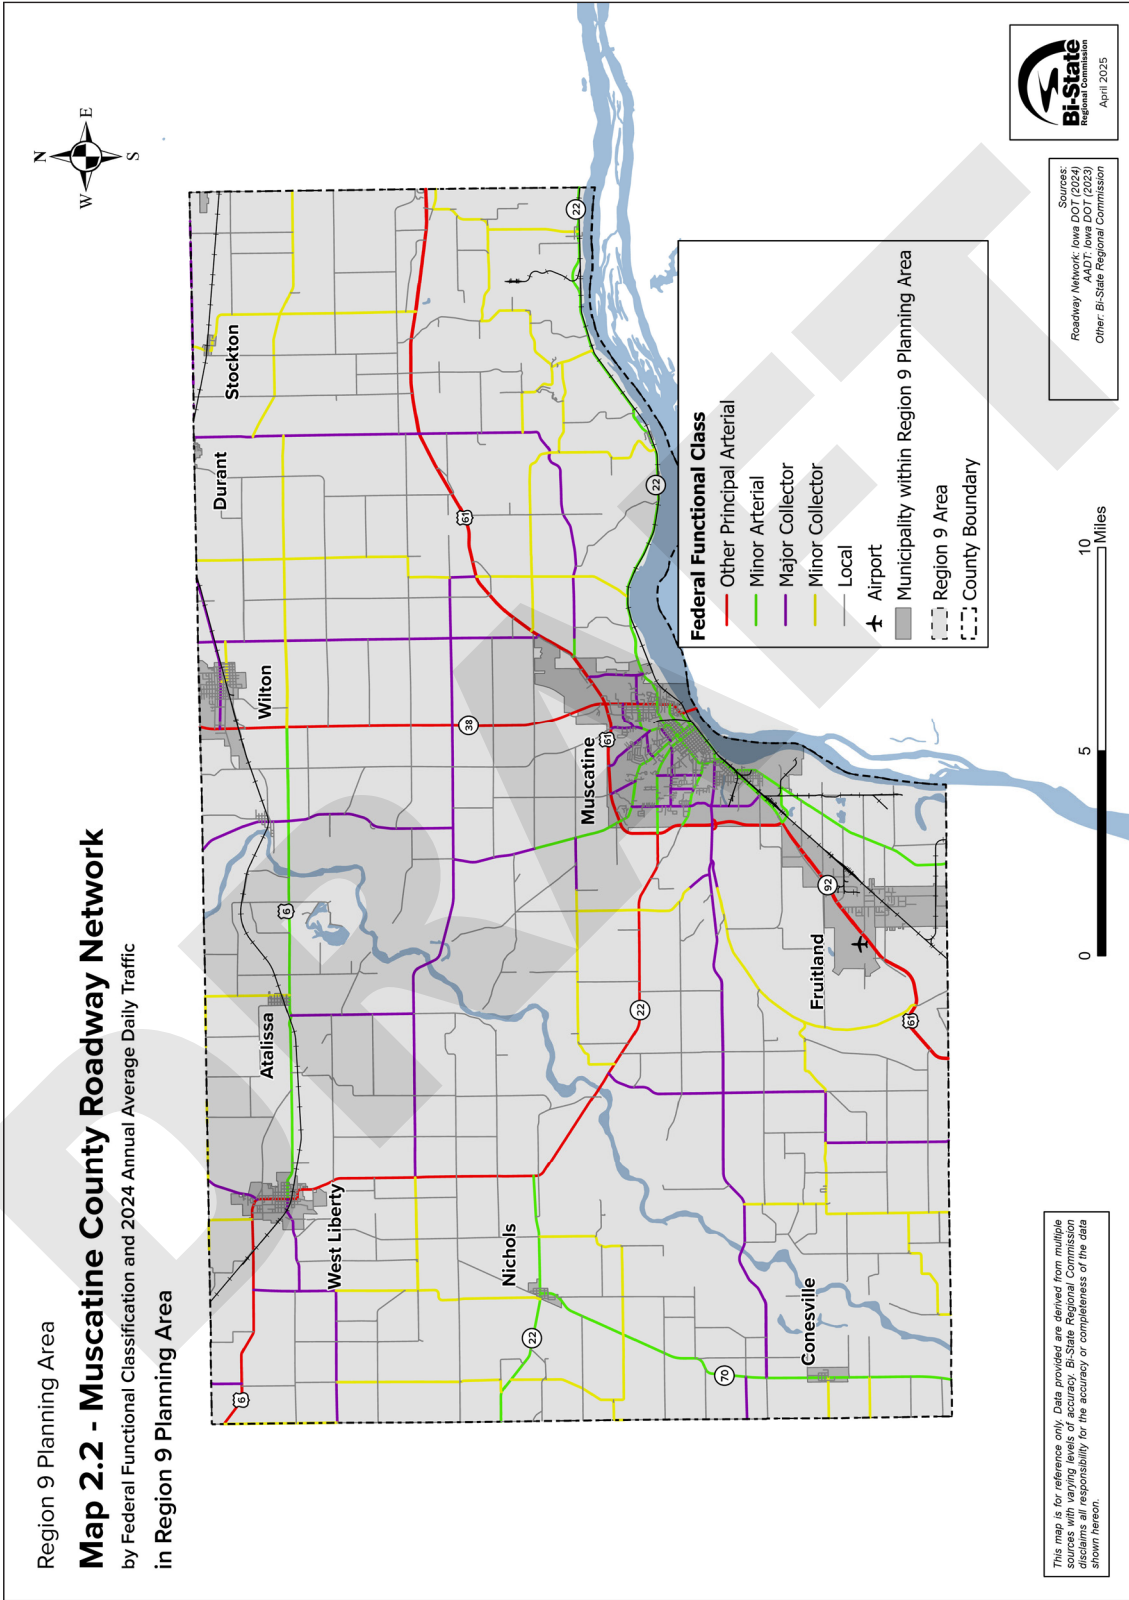 Region 9 Planning Area
Map 2.2 - Muscatine County Roadway Network
by Federal Functional Classification and 2024 Annual Average Daily Traffic
in Region 9 Planning Area
N
W
E
S
DRAFT
Stockton
Durant
Wilton
Atalissa
West Liberty
Nichols
Conesville
Muscatine
Fruitland
6
6
38
61
61
61
22
22
22
22
70
92
Federal Functional Class
Other Principal Arterial
Minor Arterial
Major Collector
Minor Collector
Local
Airport
Municipality within Region 9 Planning Area
Region 9 Area
County Boundary
0
5
10
Miles
This map is for reference only. Data provided are derived from multiple
sources with varying levels of accuracy. Bi-State Regional Commission
disclaims all responsibility for the accuracy or completeness of the data
shown hereon.
Sources:
Roadway Network: Iowa DOT (2024)
AADT: Iowa DOT (2023)
Other: Bi-State Regional Commission
Bi-State
Regional Commission
April 2025